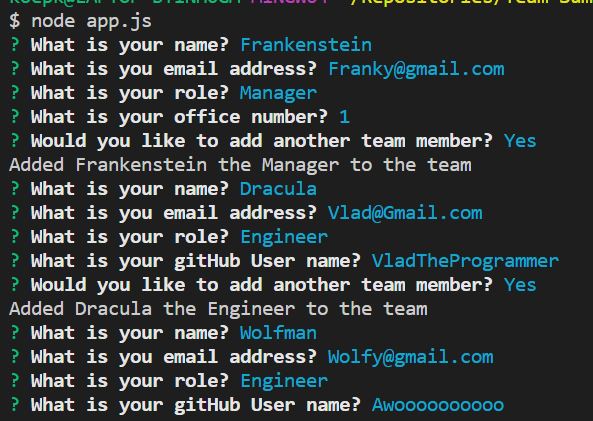 $ node app.js
? What is your name? Frankenstein
? What is you email address? Franky@gmail.com
? What is your role? Manager
? What is your office number? 1
? Would you like to add another team member? Yes
Added Frankenstein the Manager to the team
? What is your name? Dracula
? What is you email address? Vlad@Gmail.com
? What is your role? Engineer
? What is your gitHub User name? VladTheProgrammer
? Would you like to add another team member? Yes
Added Dracula the Engineer to the team
? What is your name? Wolfman
? What is you email address? Wolfy@gmail.com
? What is your role? Engineer
? What is your gitHub User name? Awoooooooooo